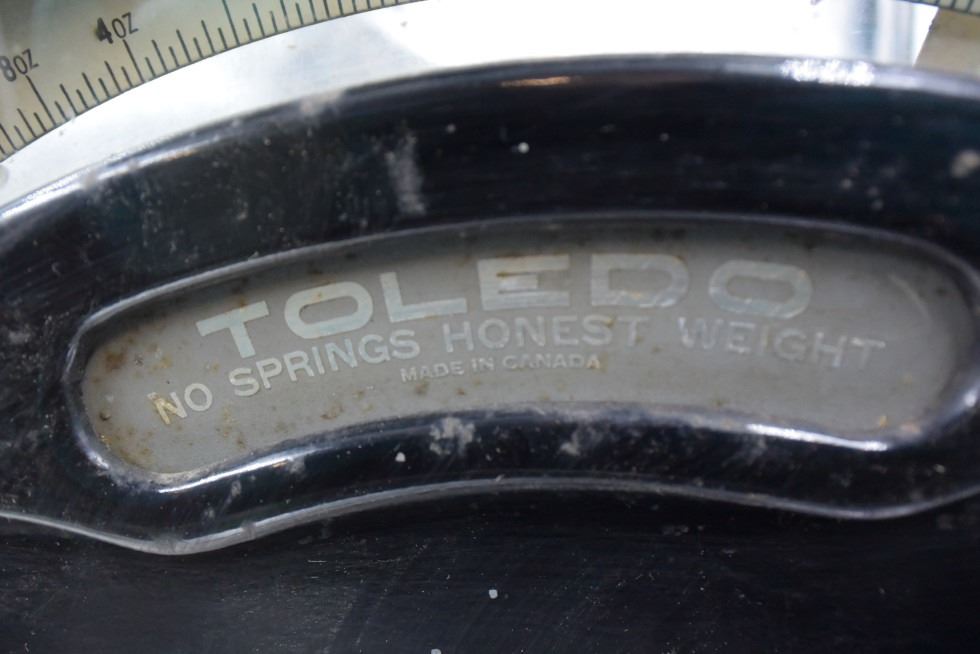 8OZ 4OZ
TOLEDO
NO SPRINGS HONEST WEIGHT
MADE IN CANADA